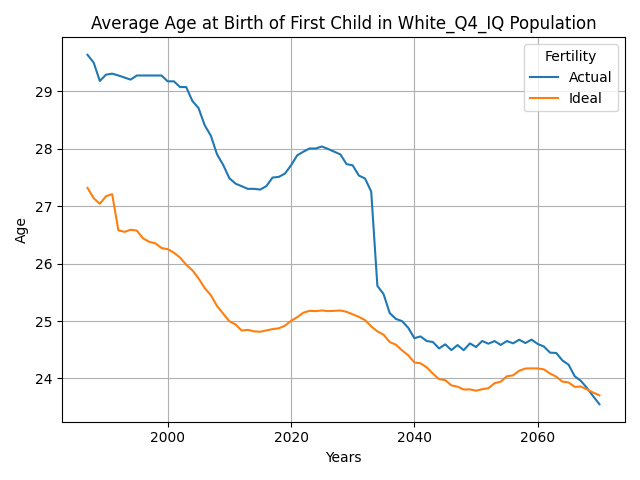 Average Age at Birth of First Child in White_Q4_IQ Population
Fertility
Actual
Ideal
29
28
27
26
25
24
Age
2000
2020
2040
2060
Years